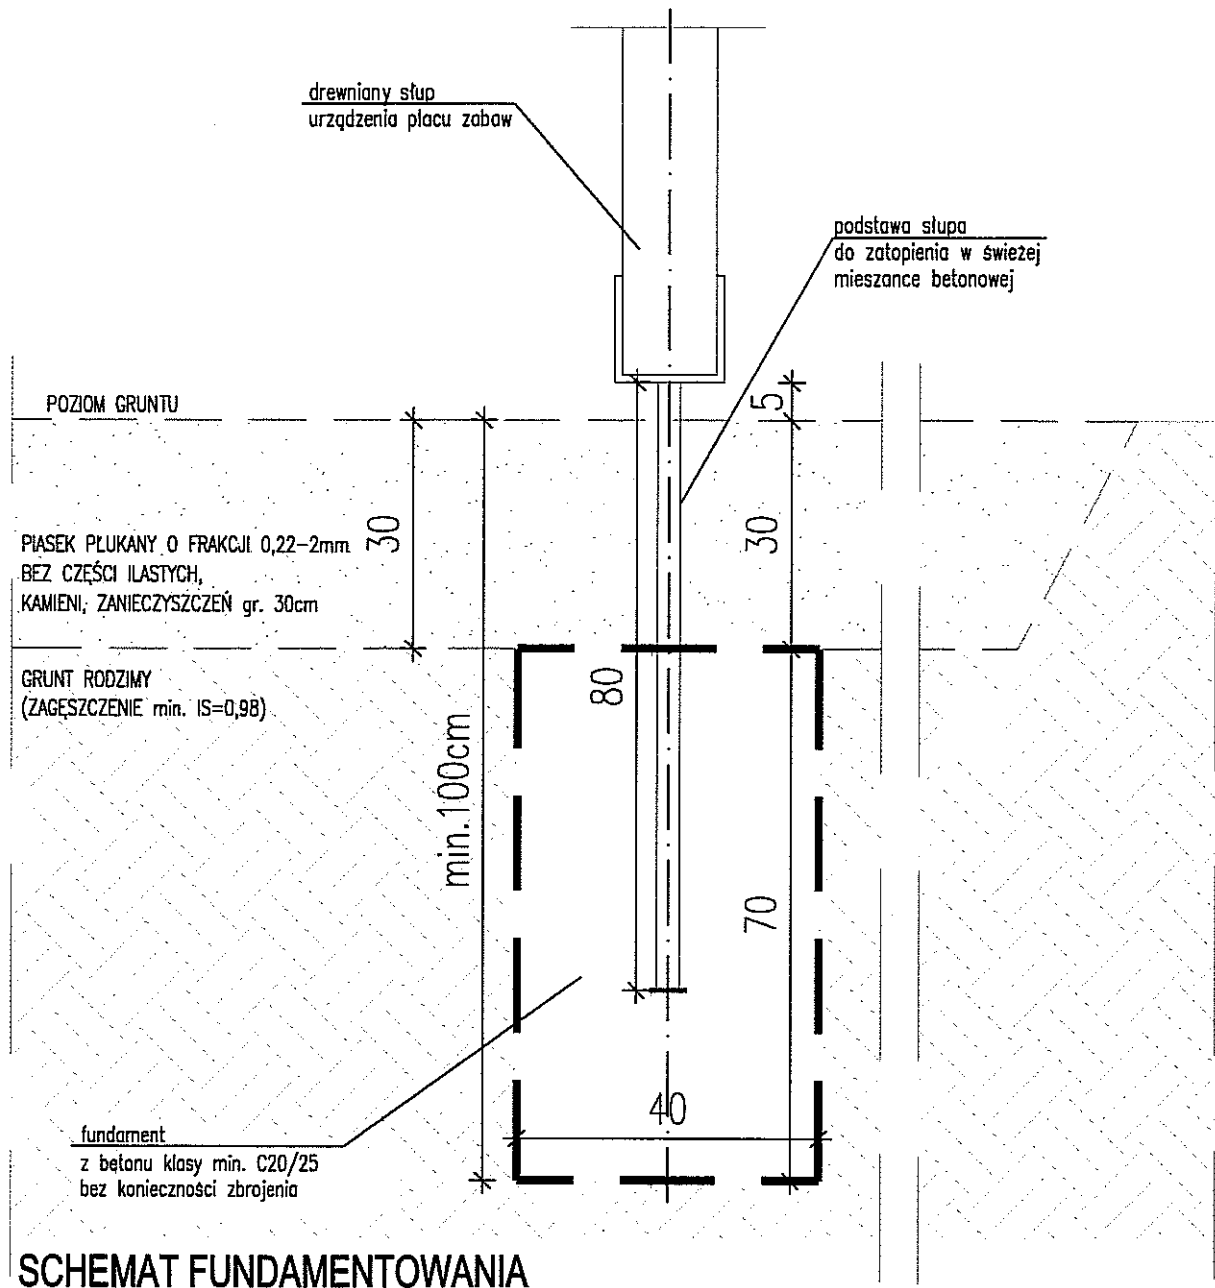 drewniany słup
urządzenia placu zabaw
podstawa słupa
do zatopienia w świeżej
mieszance betonowej
POZIOM GRUNTU
5
30
30
PIASEK PŁUKANY O FRAKCJI 0,22-2mm
BEZ CZĘŚCI ILASTYCH,
KAMIENI, ZANIECZYSZCZEŃ gr. 30cm
GRUNT RODZIMY
(ZAGĘSZCZENIE min. IS=0,98)
80
min.100cm
70
40
fundament
z betonu klasy min. C20/25
bez konieczności zbrojenia
SCHEMAT FUNDAMENTOWANIA